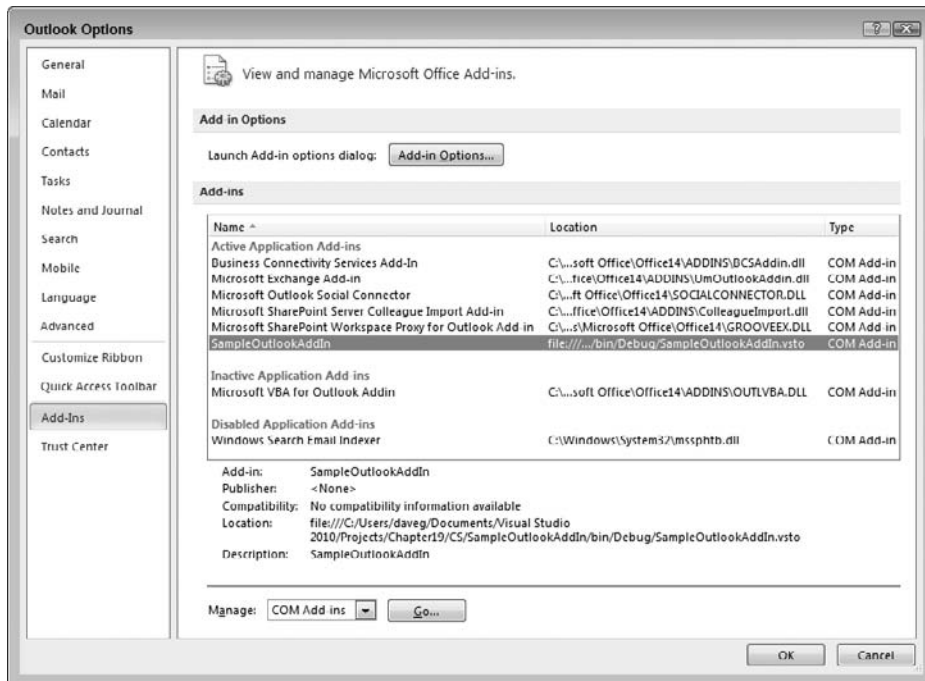 Outlook Options
General
Mail
Calendar
Contacts
Tasks
Notes and Journal
Search
Mobile
Language
Advanced
Customize Ribbon
Quick Access Toolbar
Add-Ins
Trust Center
View and manage Microsoft Office Add-ins.
Add-in Options
Launch Add-in options dialog: Add-in Options...
Add-ins
Name Location Type
Active Application Add-ins
Business Connectivity Services Add-In C:\...soft Office\Office14\ADDINS\BCSAddin.dll COM Add-in
Microsoft Exchange Add-in C:\...fice\Office14\ADDINS\UmOutlookAddin.dll COM Add-in
Microsoft Outlook Social Connector C:\...ft Office\Office14\SOCIALCONNECTOR.DLL COM Add-in
Microsoft SharePoint Server Colleague Import Add-in C:\...ffice\Office14\ADDINS\ColleagueImport.dll COM Add-in
Microsoft SharePoint Workspace Proxy for Outlook Add-in C:\...s\Microsoft Office\Office14\GROOVEEX.DLL COM Add-in
SampleOutlookAddIn file:///.../bin/Debug/SampleOutlookAddIn.vsto COM Add-in
Inactive Application Add-ins
Microsoft VBA for Outlook Addin C:\...soft Office\Office14\ADDINS\OUTLVBA.DLL COM Add-in
Disabled Application Add-ins
Windows Search Email Indexer C:\Windows\System32\mssphtb.dll COM Add-in
Add-in: SampleOutlookAddIn
Publisher: <None>
Compatibility: No compatibility information available
Location: file:///C:/Users/daveg/Documents/Visual Studio
2010/Projects/Chapter19/CS/SampleOutlookAddIn/bin/Debug/SampleOutlookAddIn.vsto
Description: SampleOutlookAddIn
Manage: COM Add-ins Go...
OK Cancel